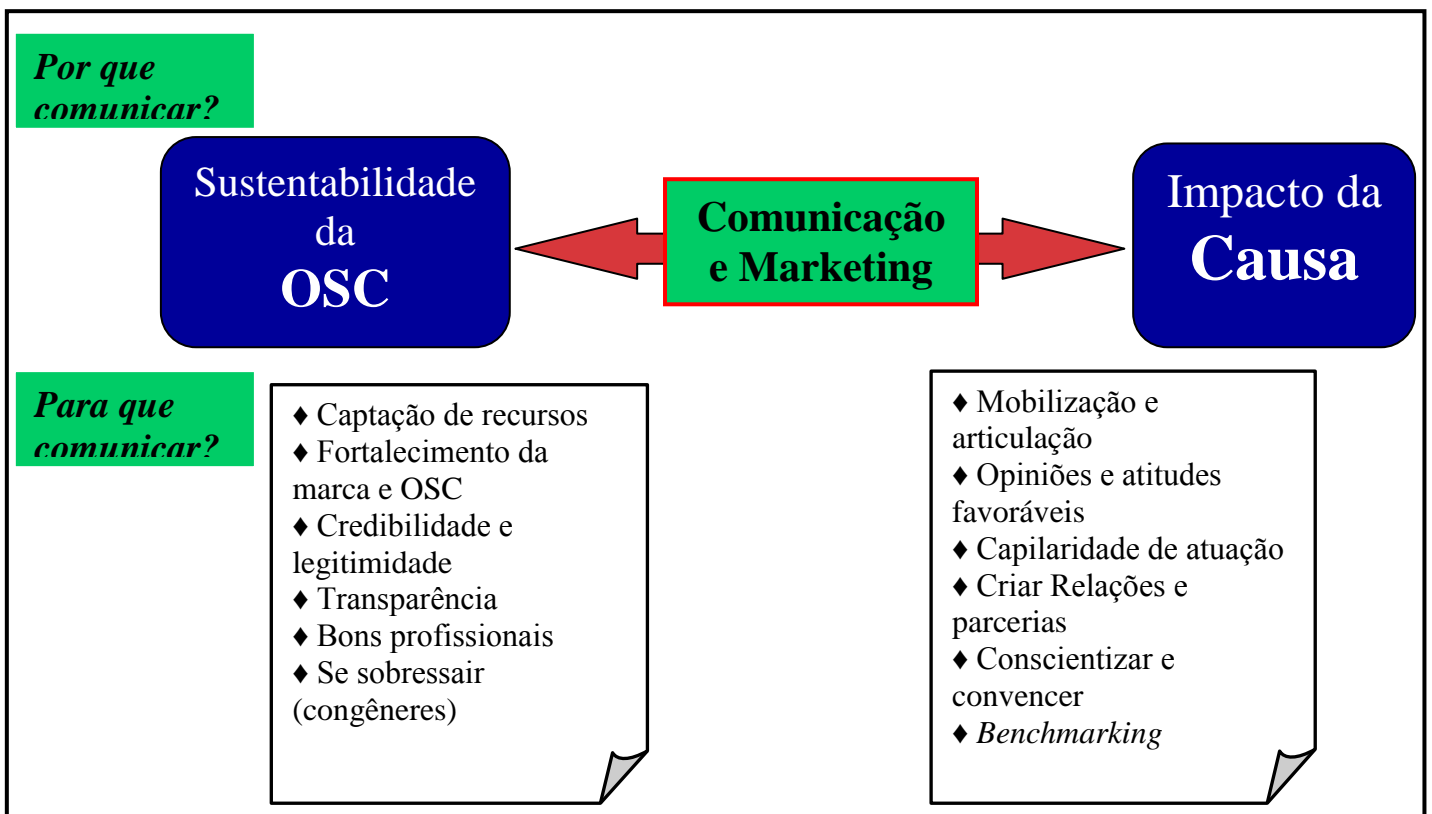 Por que
comunicar?
Sustentabilidade
da
OSC
Comunicação
e Marketing
Impacto da
Causa
Para que
comunicar?
♦ Captação de recursos
♦ Fortalecimento da
marca e OSC
♦ Credibilidade e
legitimidade
♦ Transparência
♦ Bons profissionais
♦ Se sobressair
(congêneres)
♦ Mobilização e
articulação
♦ Opiniões e atitudes
favoráveis
♦ Capilaridade de atuação
♦ Criar Relações e
parcerias
♦ Conscientizar e
convencer
♦ Benchmarking